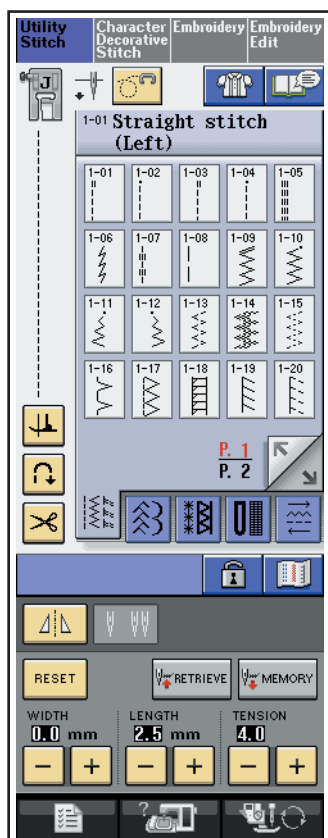 Utility
Stitch
Character
Decorative
Stitch
Embroidery
Embroidery
Edit
J
1-01 Straight stitch
(Left)
1-01 1-02 1-03 1-04 1-05
1-06 1-07 1-08 1-09 1-10
1-11 1-12 1-13 1-14 1-15
1-16 1-17 1-18 1-19 1-20
P. 1
P. 2
RESET RETRIEVE MEMORY
WIDTH LENGTH TENSION
0.0 mm 2.5 mm 4.0
− + − + − +
?